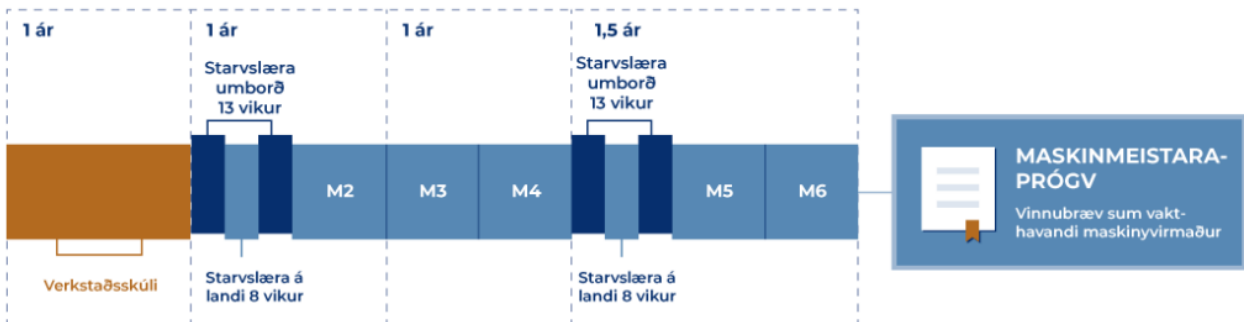 1 ár
1 ár
1 ár
1,5 ár
Starvslæra
umborð
13 vikur
Starvslæra
umborð
13 vikur
M2
M3
M4
M5
M6
Verkstaðsskúli
Starvslæra á
landi 8 vikur
Starvslæra á
landi 8 vikur
MASKINMEISTARA-
PRÓGV
Vinnubræv sum vakt-
havandi maskinyvirmaður